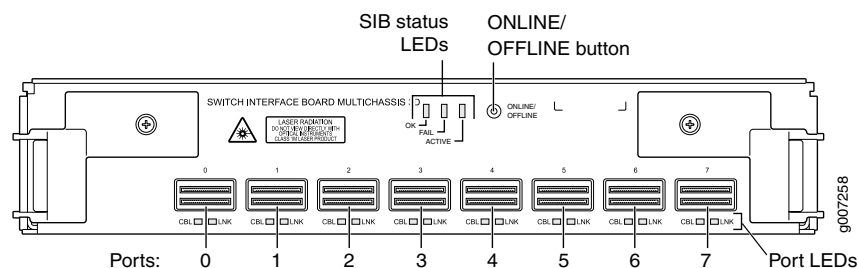 SIB status
LEDs
ONLINE/
OFFLINE button
SWITCH INTERFACE BOARD MULTICHASSIS 3D
OK
FAIL
ACTIVE
ONLINE/
OFFLINE
LASER RADIATION
DO NOT VIEW DIRECTLY WITH
OPTICAL INSTRUMENTS
CLASS 1M LASER PRODUCT
0 1 2 3 4 5 6 7
CBL LNK CBL LNK CBL LNK CBL LNK CBL LNK CBL LNK CBL LNK CBL LNK
Ports: 0 1 2 3 4 5 6 7 Port LEDs
g007258